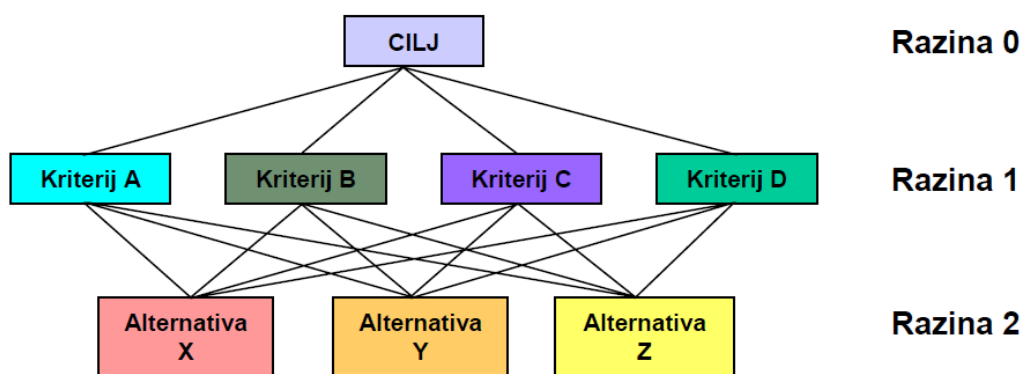 CILJ
Razina 0
Kriterij A
Kriterij B
Kriterij C
Kriterij D
Razina 1
Alternativa
X
Alternativa
Y
Alternativa
Z
Razina 2